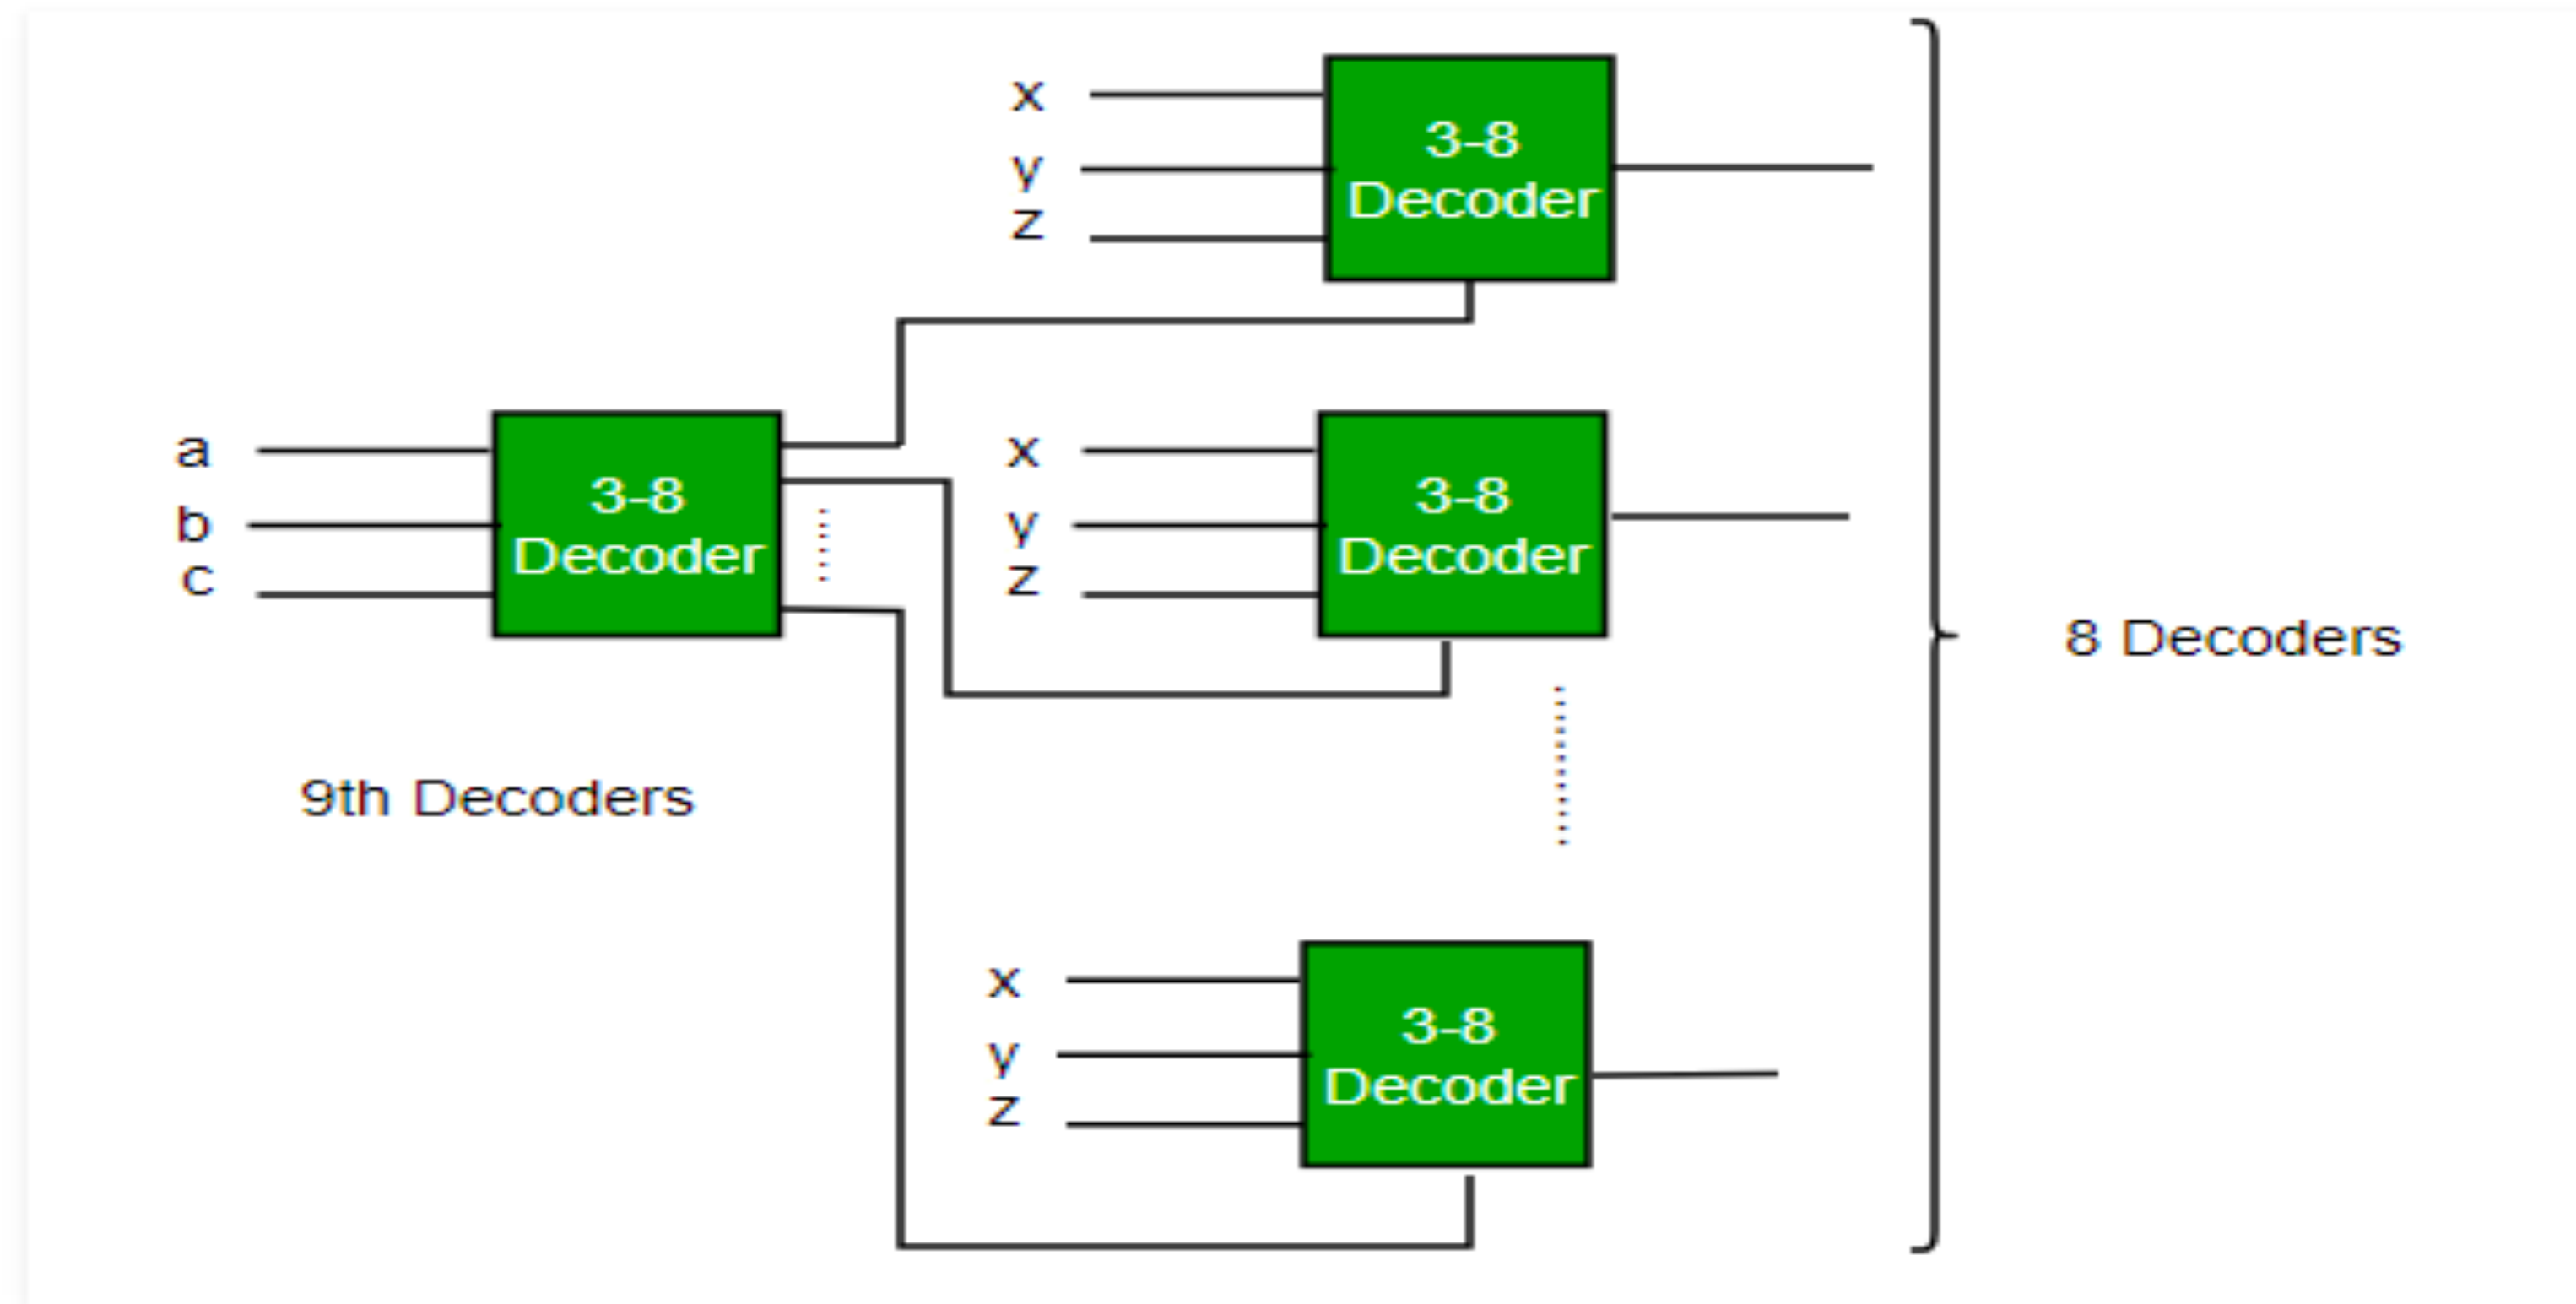 x
y
z
3-8
Decoder
a
b
c
3-8
Decoder
x
y
z
3-8
Decoder
8 Decoders
9th Decoders
x
y
z
3-8
Decoder